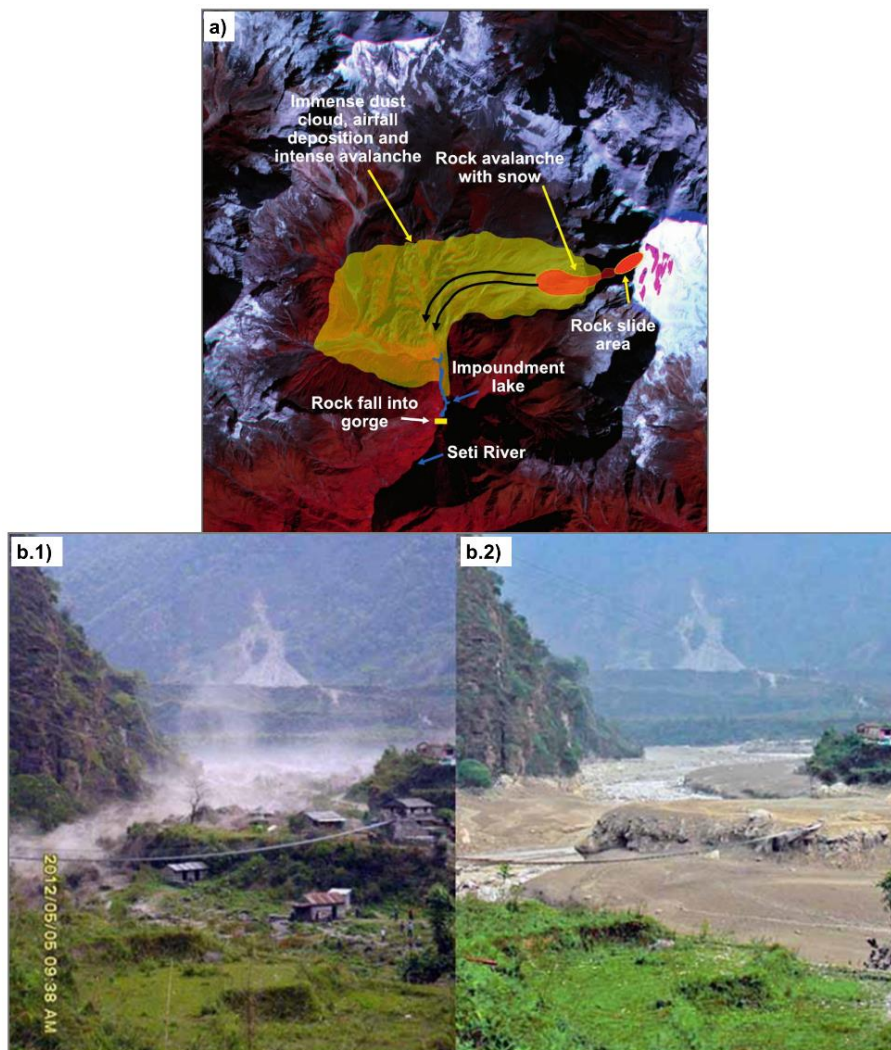 a)
Immense dust
cloud, airfall
deposition and
intense avalanche
Rock avalanche
with snow
Rock slide
area
Impoundment
lake
Rock fall into
gorge
Seti River
b.1)
b.2)
2012/05/05 09:38 AM